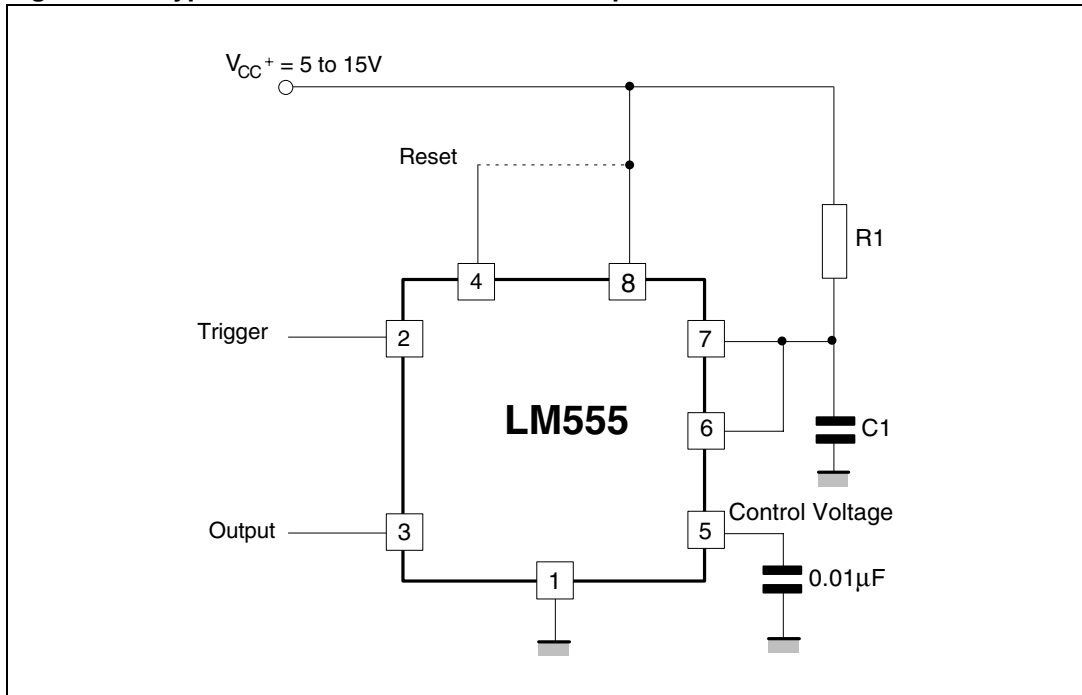 V_CC+ = 5 to 15V
Reset
R1
4
8
Trigger
2
7
LM555
6
C1
Control Voltage
Output
3
5
1
0.01μF